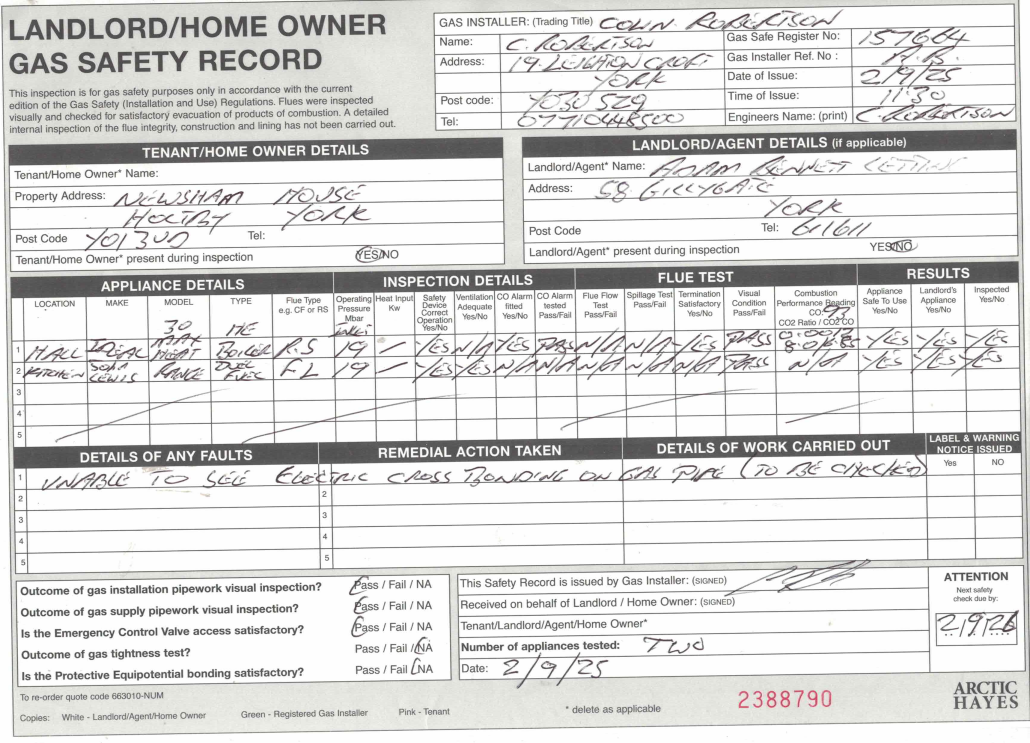 LANDLORD/HOME OWNER
GAS SAFETY RECORD
This inspection is for gas safety purposes only in accordance with the current
edition of the Gas Safety (Installation and Use) Regulations. Flues were inspected
visually and checked for satisfactory evacuation of products of combustion. A detailed
internal inspection of the flue integrity, construction and lining has not been carried out.
GAS INSTALLER: (Trading Title) COLIN ROBERTSON
Name: C. ROBERTSON
Gas Safe Register No: 157664
Address: 19. LEIGHTON CROFT
Gas Installer Ref. No :
YORK
Date of Issue: 2/9/25
Post code: YO30 5ZG
Time of Issue: 11:30
Tel: 07710448500
Engineers Name: (print) C. ROBERTSON
TENANT/HOME OWNER DETAILS
Tenant/Home Owner* Name:
Property Address: NEWSHAM HOUSE
HOLTBY YORK
Post Code YO1 3UD Tel:
Tenant/Home Owner* present during inspection YES/NO
LANDLORD/AGENT DETAILS (if applicable)
Landlord/Agent* Name: ADAM BENNETT LETTING
Address: 58 GILLYGATE
YORK
Post Code Tel: 611611
Landlord/Agent* present during inspection YES/NO
APPLIANCE DETAILS INSPECTION DETAILS FLUE TEST RESULTS
LOCATION MAKE MODEL TYPE Flue Type e.g. CF or RS Operating Pressure Mbar Heat Input Kw Safety Device Correct Operation Yes/No Ventilation Adequate Yes/No CO Alarm fitted Yes/No CO Alarm tested Pass/Fail Flue Flow Test Pass/Fail Spillage Test Pass/Fail Termination Satisfactory Yes/No Visual Condition Pass/Fail Combustion Performance Reading CO: 93 CO2 Ratio / CO2 CO Appliance Safe To Use Yes/No Landlord's Appliance Yes/No Inspected Yes/No
1 HALL IDEAL 30 MAX HEAT HE BOILER R.S 19 – YES N/A YES PASS N/A N/A YES PASS YES YES YES
2 KITCHEN RANGE DUEL FUEL FL 19 – YES YES N/A N/A N/A N/A N/A PASS N/A YES YES YES
3
4
5
DETAILS OF ANY FAULTS REMEDIAL ACTION TAKEN DETAILS OF WORK CARRIED OUT LABEL & WARNING NOTICE ISSUED
Yes NO
1 UNABLE TO SEE ELECTRIC CROSS BONDING ON GAS PIPE (TO BE CHECKED)
2 2
3 3
4 4
5 5
Outcome of gas installation pipework visual inspection? Pass / Fail / NA
Outcome of gas supply pipework visual inspection? Pass / Fail / NA
Is the Emergency Control Valve access satisfactory? Pass / Fail / NA
Outcome of gas tightness test? Pass / Fail / NA
Is the Protective Equipotential bonding satisfactory? Pass / Fail / NA
This Safety Record is issued by Gas Installer: (SIGNED)
Received on behalf of Landlord / Home Owner: (SIGNED)
Tenant/Landlord/Agent/Home Owner*
Number of appliances tested: TWO
Date: 2/9/25
ATTENTION
Next safety
check due by:
2/9/26
To re-order quote code 663010-NUM
Copies: White - Landlord/Agent/Home Owner Green - Registered Gas Installer Pink - Tenant
* delete as applicable
2388790
ARCTIC
HAYES